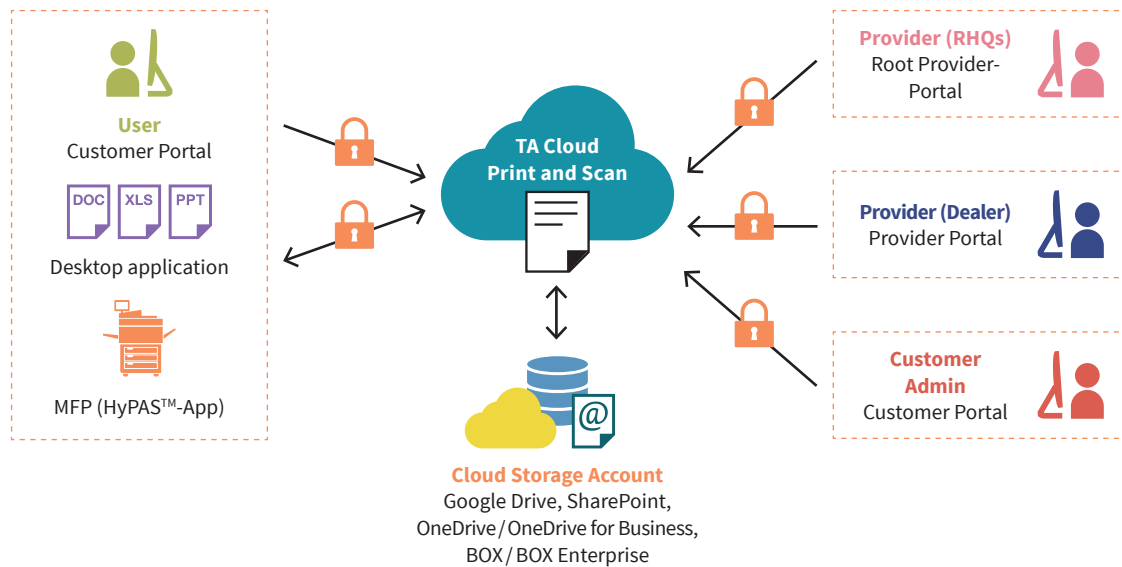 User
Customer Portal
DOC XLS PPT
Desktop application
MFP (HyPAS™-App)
TA Cloud
Print and Scan
@
Cloud Storage Account
Google Drive, SharePoint,
OneDrive/OneDrive for Business,
BOX/BOX Enterprise
Provider (RHQs)
Root Provider-
Portal
Provider (Dealer)
Provider Portal
Customer
Admin
Customer Portal